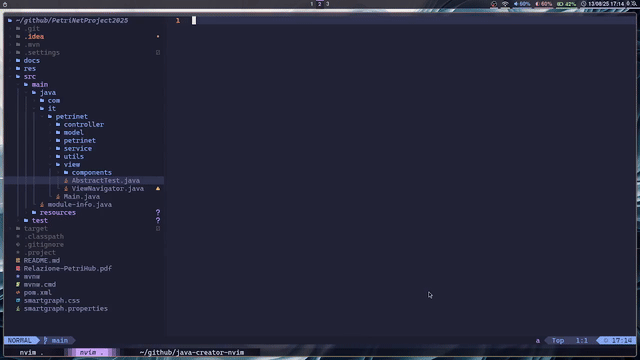 1 2 3
80% 60% 42% 13/08/25 17:14
~/github/PetriNetProject2025
1
.git
.idea
.mvn
.settings
docs
res
src
main
java
com
it
petrinet
controller
model
petrinet
service
utils
view
components
AbstractTest.java
ViewNavigator.java
Main.java
module-info.java
resources ?
test ?
target
.classpath
.gitignore
.project
README.md
Relazione-PetriHub.pdf
mvnw
mvnw.cmd
pom.xml
smartgraph.css
smartgraph.properties
NORMAL main a Top 1:1 17:14
nvim . nvim . ~/github/java-creator-nvim